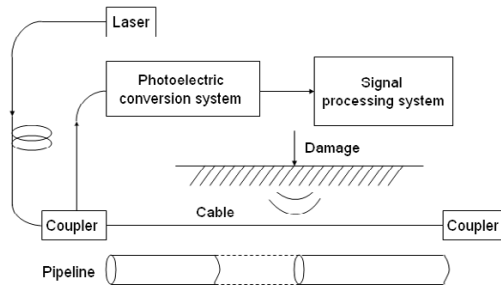 Laser
Photoelectric
conversion system
Signal
processing system
Damage
Cable
Coupler
Coupler
Pipeline